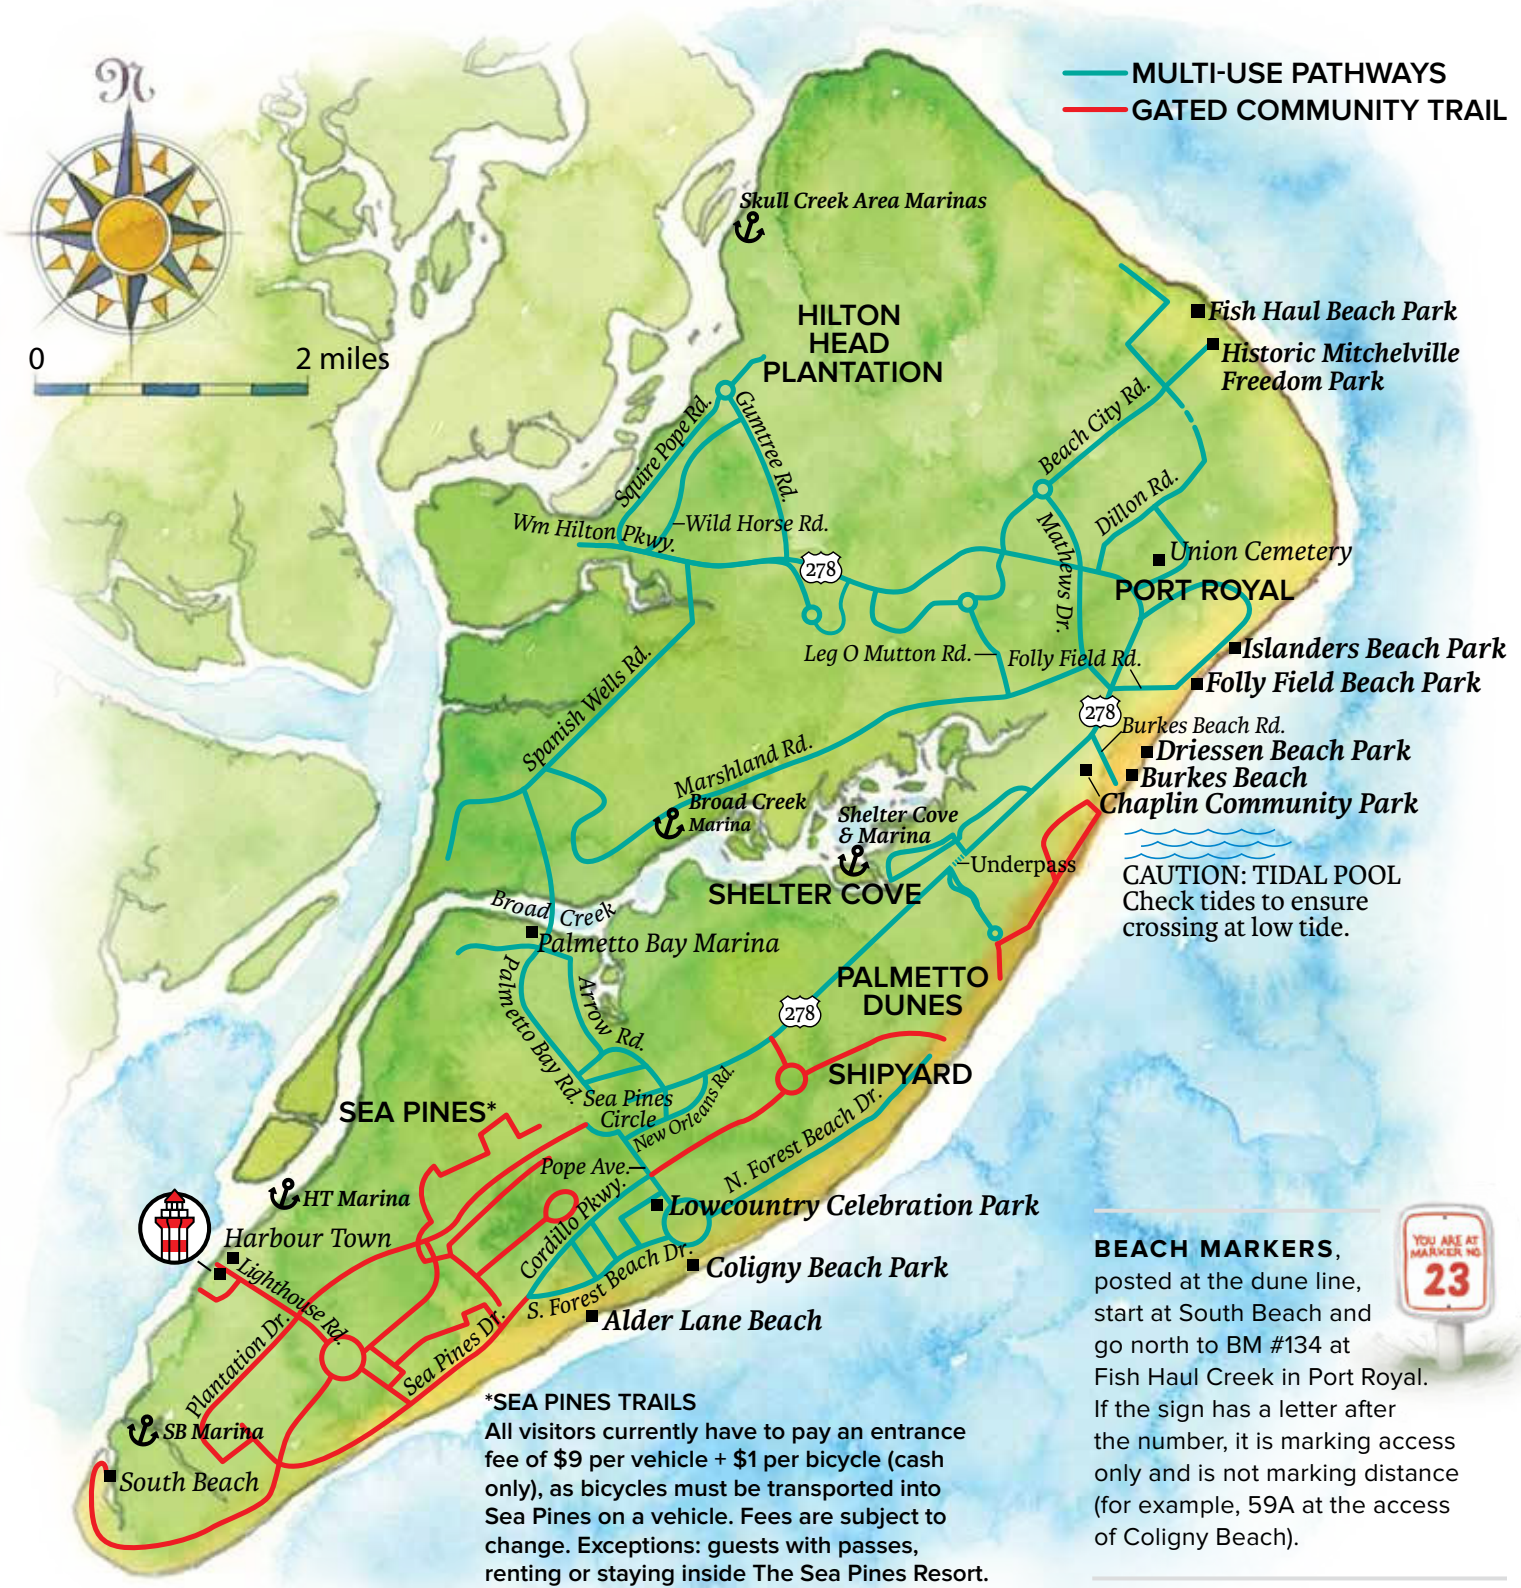 N
MULTI-USE PATHWAYS
GATED COMMUNITY TRAIL
0 2 miles
Skull Creek Area Marinas
HILTON
HEAD
PLANTATION
Fish Haul Beach Park
Historic Mitchelville
Freedom Park
Squire Pope Rd.
Gumtree Rd.
Beach City Rd.
Wm Hilton Pkwy.
Wild Horse Rd.
278
Mathews Dr.
Dillon Rd.
Union Cemetery
PORT ROYAL
Leg O Mutton Rd.
Folly Field Rd.
Islanders Beach Park
Folly Field Beach Park
278
Spanish Wells Rd.
Marshland Rd.
Burkes Beach Rd.
Driessen Beach Park
Burkes Beach
Chaplin Community Park
Broad Creek
Marina
Shelter Cove
& Marina
Underpass
SHELTER COVE
CAUTION: TIDAL POOL
Check tides to ensure
crossing at low tide.
Broad Creek
Palmetto Bay Marina
Palmetto Bay Rd.
Arrow Rd.
PALMETTO
DUNES
278
SHIPYARD
SEA PINES*
Sea Pines
Circle
New Orleans Rd.
N. Forest Beach Dr.
Pope Ave.
Cordillo Pkwy.
Lowcountry Celebration Park
HT Marina
Harbour Town
Lighthouse Rd.
S. Forest Beach Dr.
Coligny Beach Park
Alder Lane Beach
Plantation Dr.
Sea Pines Dr.
SB Marina
South Beach
*SEA PINES TRAILS
All visitors currently have to pay an entrance
fee of $9 per vehicle + $1 per bicycle (cash
only), as bicycles must be transported into
Sea Pines on a vehicle. Fees are subject to
change. Exceptions: guests with passes,
renting or staying inside The Sea Pines Resort.
BEACH MARKERS,
posted at the dune line,
start at South Beach and
go north to BM #134 at
Fish Haul Creek in Port Royal.
If the sign has a letter after
the number, it is marking access
only and is not marking distance
(for example, 59A at the access
of Coligny Beach).
YOU ARE AT
MARKER NO.
23